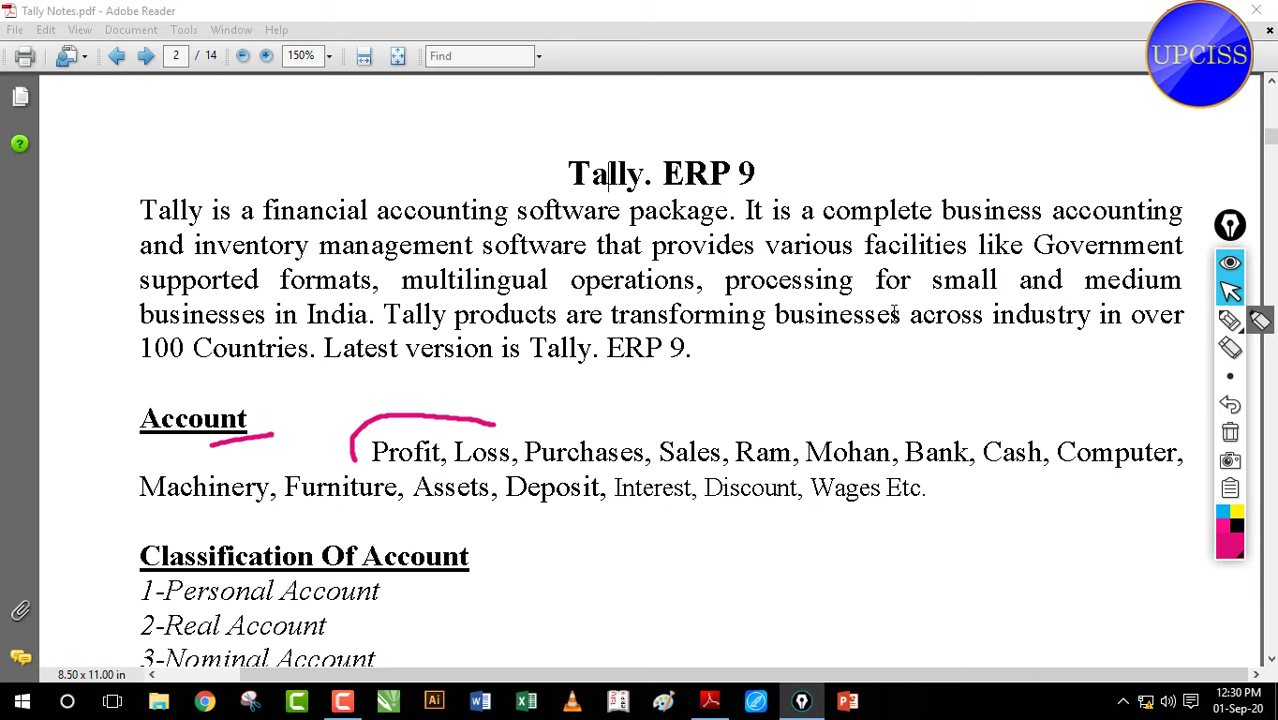 Tally Notes.pdf - Adobe Reader
File Edit View Document Tools Window Help
2 / 14 150% Find
UPCISS
Tally. ERP 9
Tally is a financial accounting software package. It is a complete business accounting
and inventory management software that provides various facilities like Government
supported formats, multilingual operations, processing for small and medium
businesses in India. Tally products are transforming businesses across industry in over
100 Countries. Latest version is Tally. ERP 9.
Account
Profit, Loss, Purchases, Sales, Ram, Mohan, Bank, Cash, Computer,
Machinery, Furniture, Assets, Deposit, Interest, Discount, Wages Etc.
Classification Of Account
1-Personal Account
2-Real Account
3-Nominal Account
8.50 x 11.00 in
12:30 PM
01-Sep-20